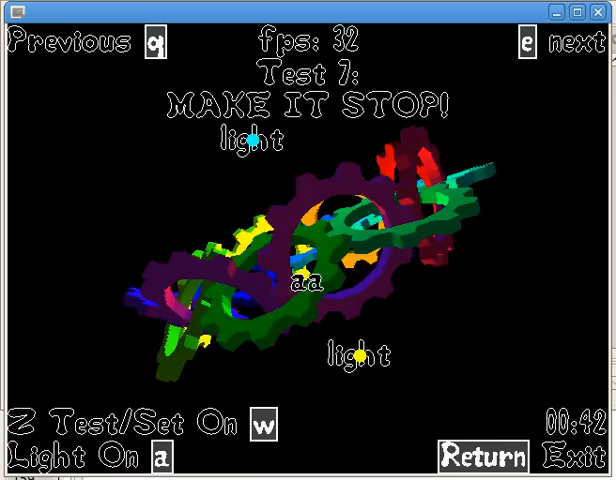 Previous q fps: 32 e next
Test 7:
MAKE IT STOP!
light
aa
light
Z Test/Set On w 00:42
Light On a Return Exit